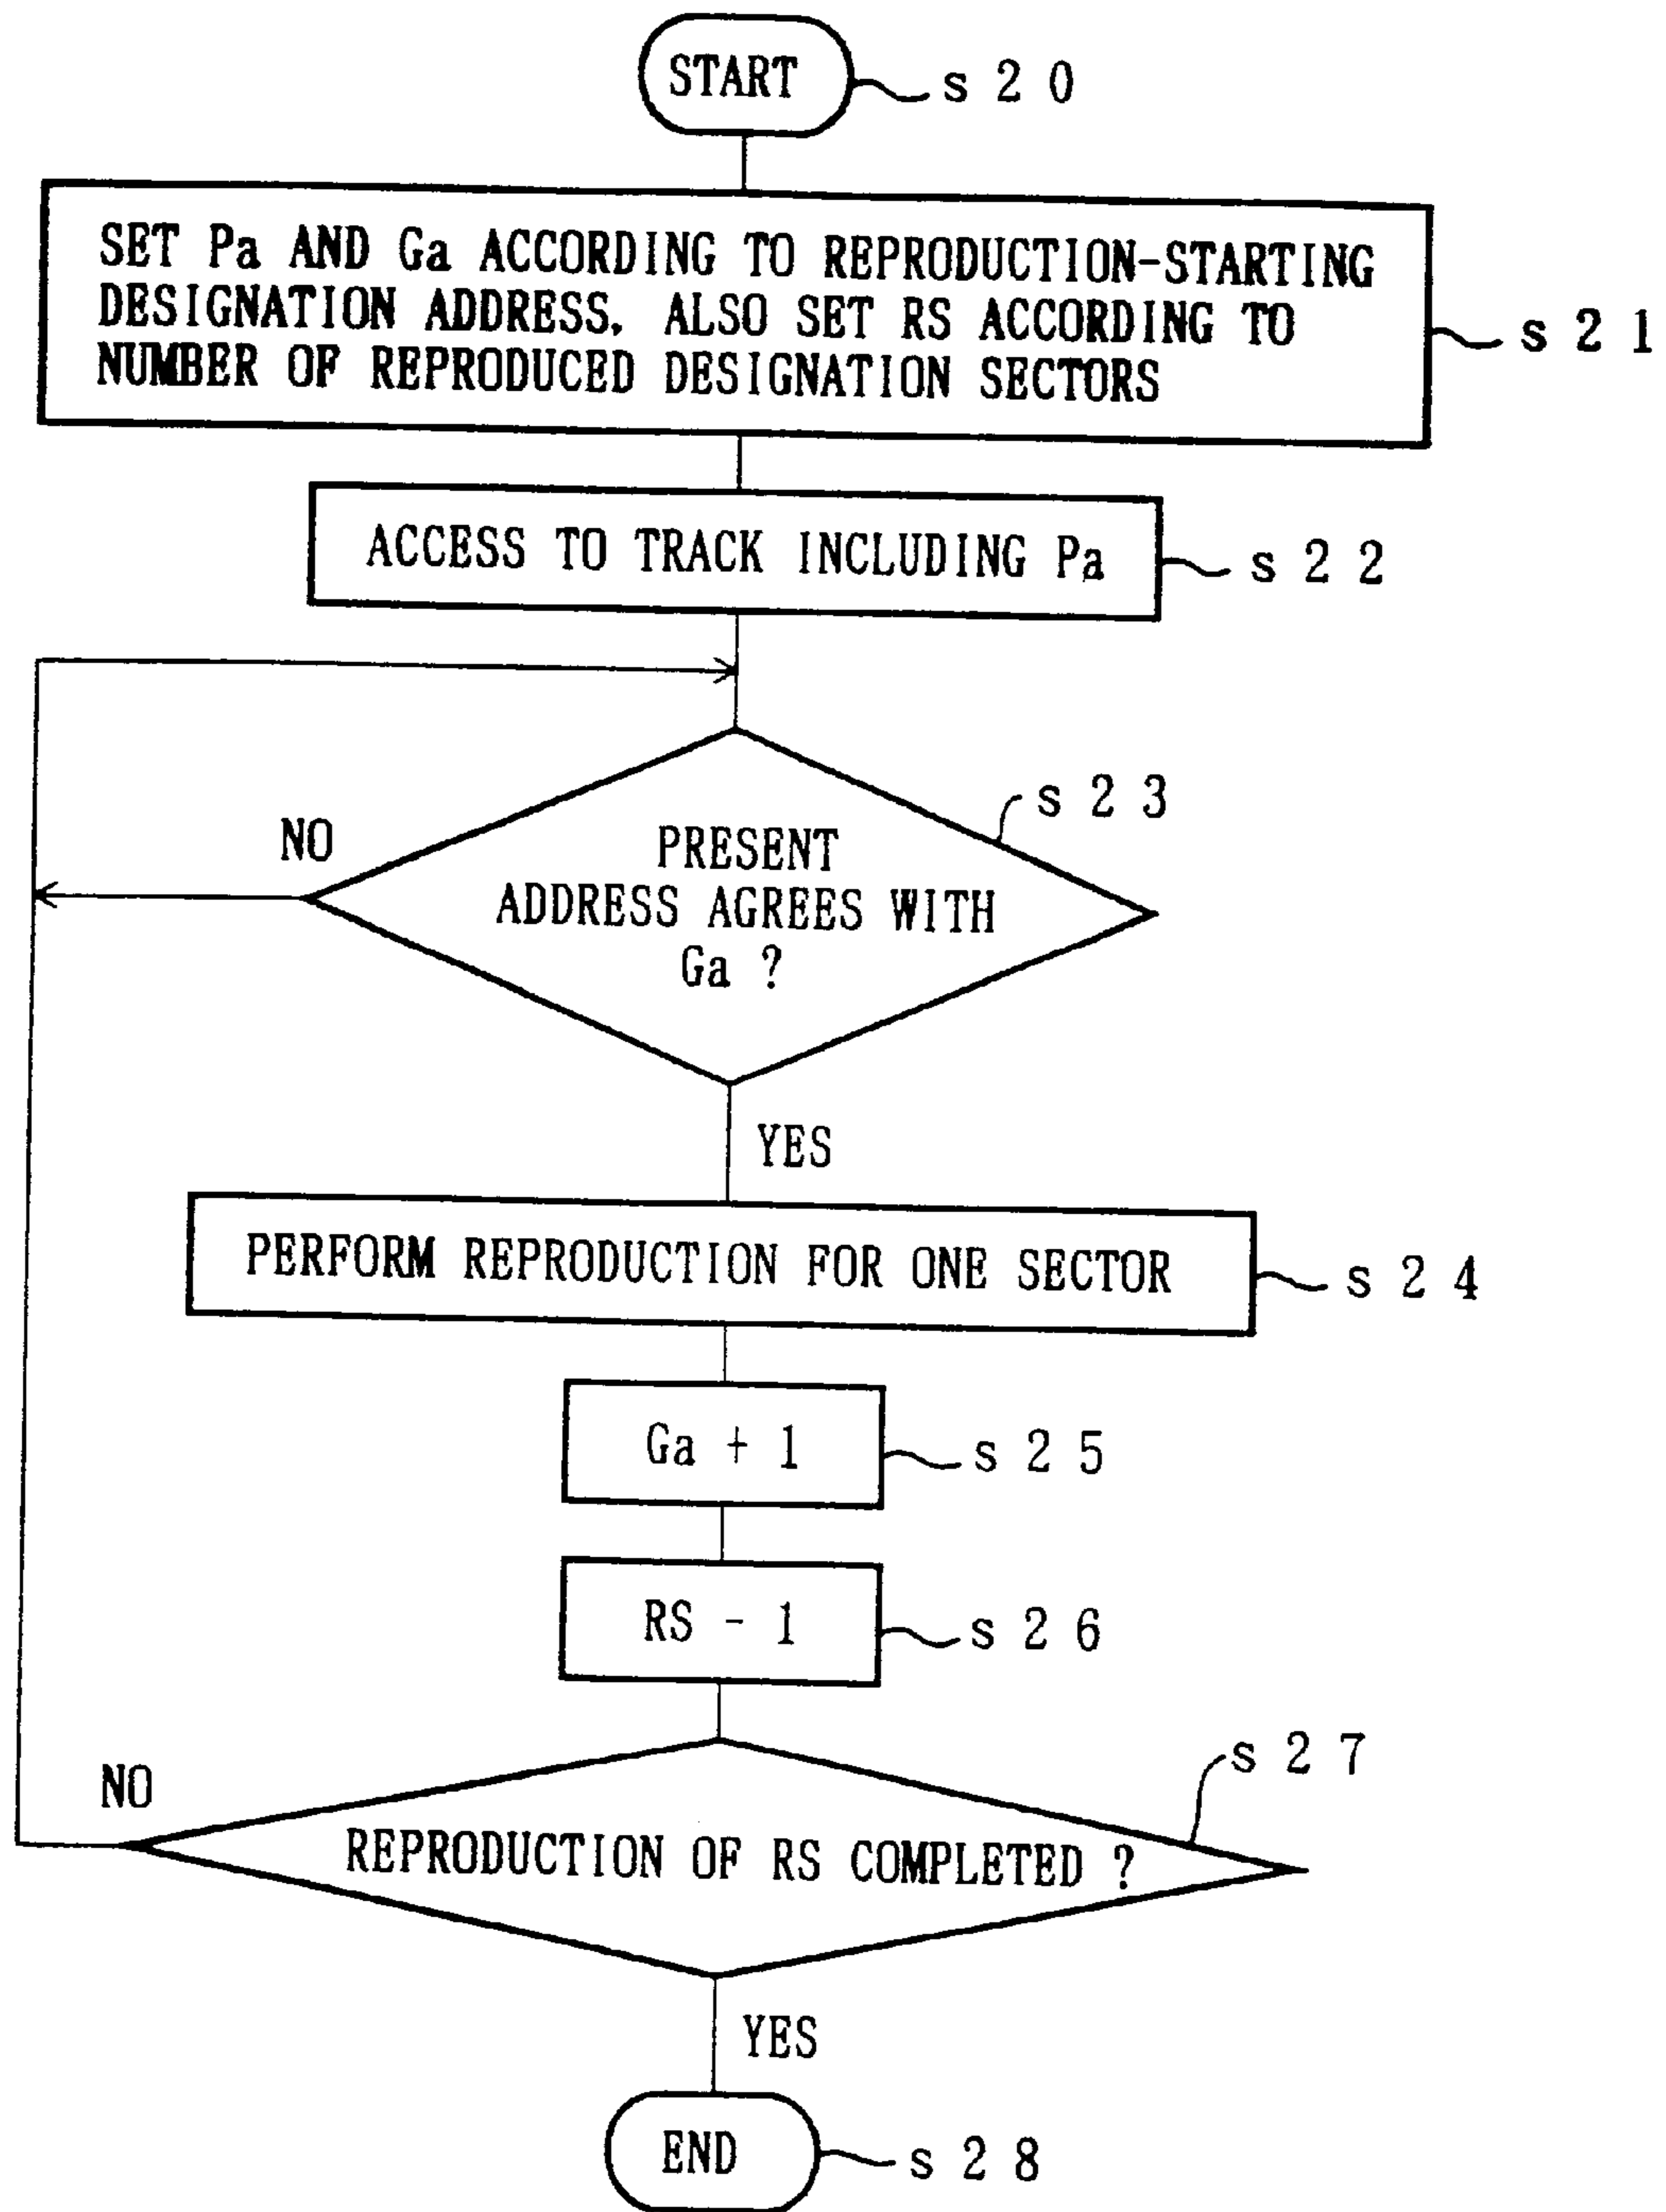 START
s 2 0
SET Pa AND Ga ACCORDING TO REPRODUCTION-STARTING
DESIGNATION ADDRESS. ALSO SET RS ACCORDING TO
NUMBER OF REPRODUCED DESIGNATION SECTORS
s 2 1
ACCESS TO TRACK INCLUDING Pa
s 2 2
s 2 3
NO
PRESENT
ADDRESS AGREES WITH
Ga ?
YES
PERFORM REPRODUCTION FOR ONE SECTOR
s 2 4
Ga + 1
s 2 5
RS - 1
s 2 6
s 2 7
NO
REPRODUCTION OF RS COMPLETED ?
YES
END
s 2 8